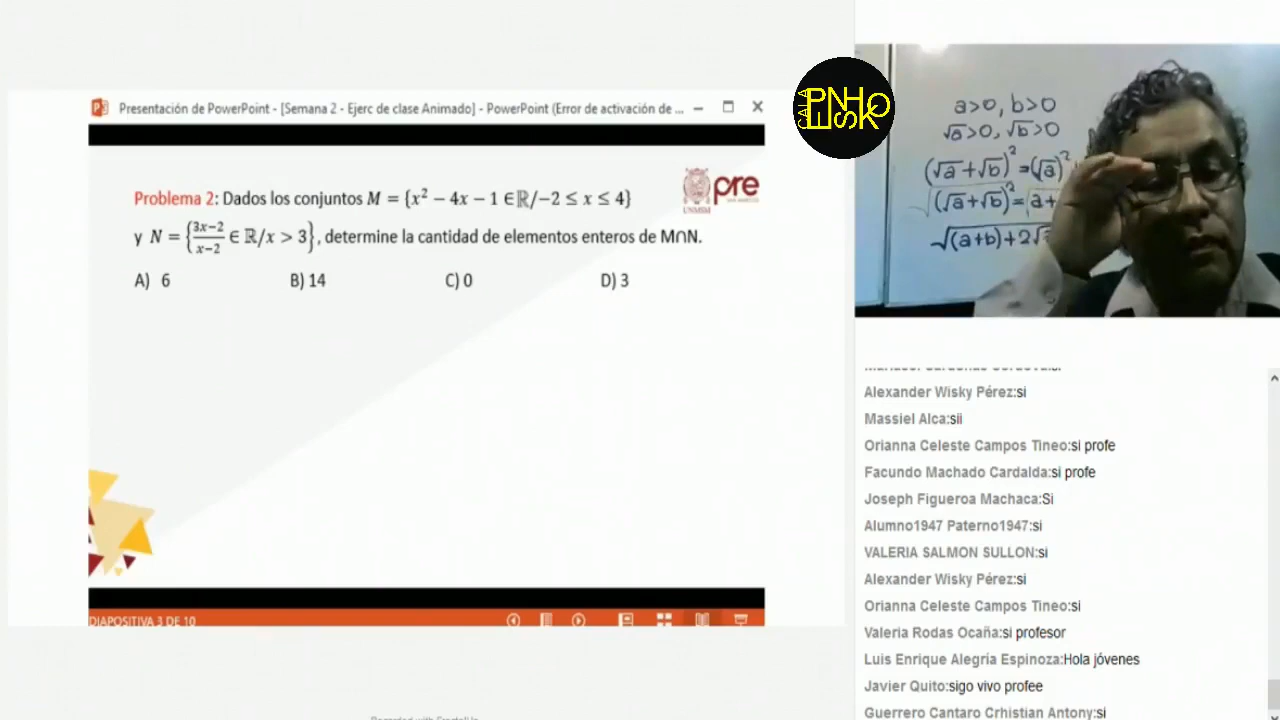 Presentación de PowerPoint - [Semana 2 - Ejerc de clase Animado] - PowerPoint (Error de activación de ...
CALA
PENHO
ESK
pre
SAN MARCOS
UNMSM
Problema 2: Dados los conjuntos M = {x² − 4x − 1 ∈ℝ/−2 ≤ x ≤ 4}
y N = {3x−2/x−2 ∈ ℝ/x > 3}, determine la cantidad de elementos enteros de M∩N.
A) 6 B) 14 C) 0 D) 3
DIAPOSITIVA 3 DE 10
a>0, b>0
√a>0, √b>0
(√a+√b)²=(√a)²
(√a+√b)²= a+
√(a+b)+2√
Alexander Wisky Pérez:si
Massiel Alca:sii
Orianna Celeste Campos Tineo:si profe
Facundo Machado Cardalda:si profe
Joseph Figueroa Machaca:Si
Alumno1947 Paterno1947:si
VALERIA SALMON SULLON:si
Alexander Wisky Pérez:si
Orianna Celeste Campos Tineo:si
Valeria Rodas Ocaña:si profesor
Luis Enrique Alegría Espinoza:Hola jóvenes
Javier Quito:sigo vivo profee
Guerrero Cantaro Crhistian Antony:si